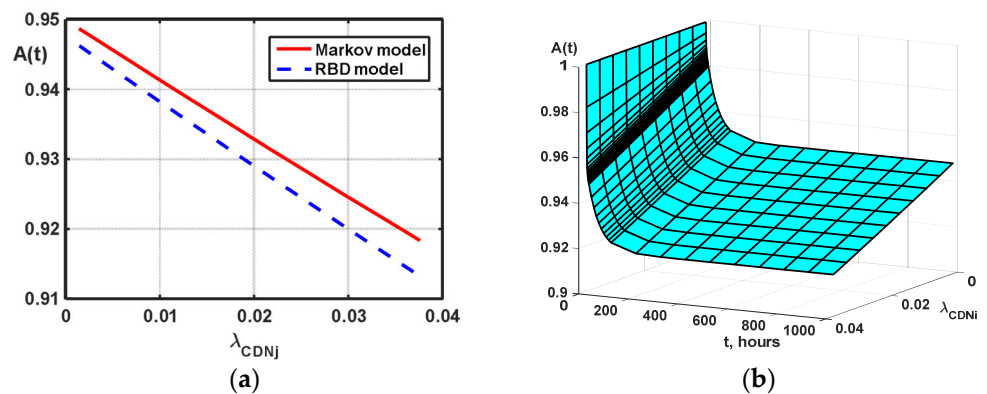 0.95
A(t)
0.94
0.93
0.92
0.91
0
0.01
0.02
0.03
0.04
λCDNj
Markov model
RBD model
(a)
A(t)
1
0.98
0.96
0.94
0.92
0.9
0
200
400
600
800
1000
t, hours
0.04
0.02
0
λCDNi
(b)